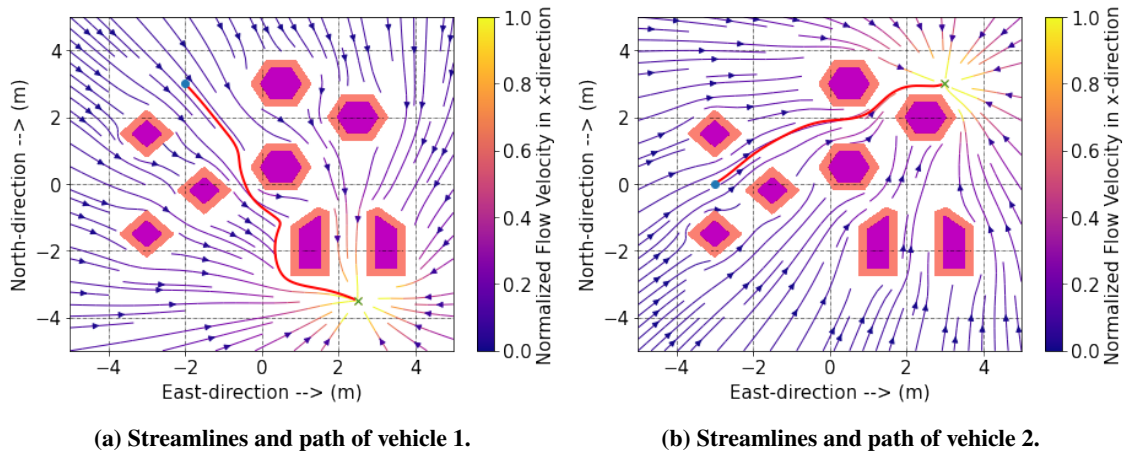 4
2
0
−2
−4
North-direction --> (m)
−4 −2 0 2 4
East-direction --> (m)
1.0
0.8
0.6
0.4
0.2
0.0
Normalized Flow Velocity in x-direction
(a) Streamlines and path of vehicle 1.
4
2
0
−2
−4
North-direction --> (m)
−4 −2 0 2 4
East-direction --> (m)
1.0
0.8
0.6
0.4
0.2
0.0
Normalized Flow Velocity in x-direction
(b) Streamlines and path of vehicle 2.